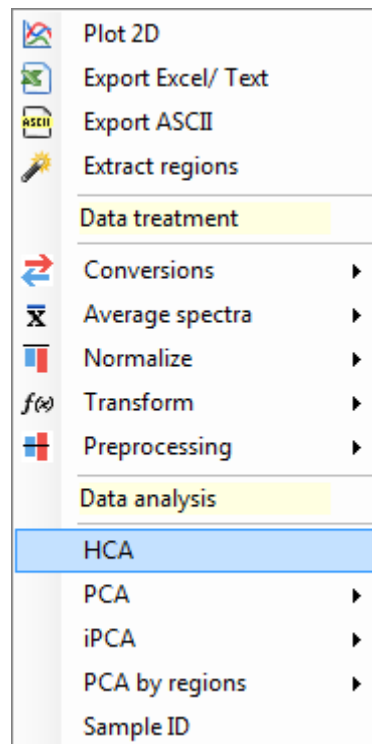 Plot 2D
Export Excel/ Text
ASCII Export ASCII
Extract regions
Data treatment
Conversions
x Average spectra
Normalize
f(x) Transform
Preprocessing
Data analysis
HCA
PCA
iPCA
PCA by regions
Sample ID